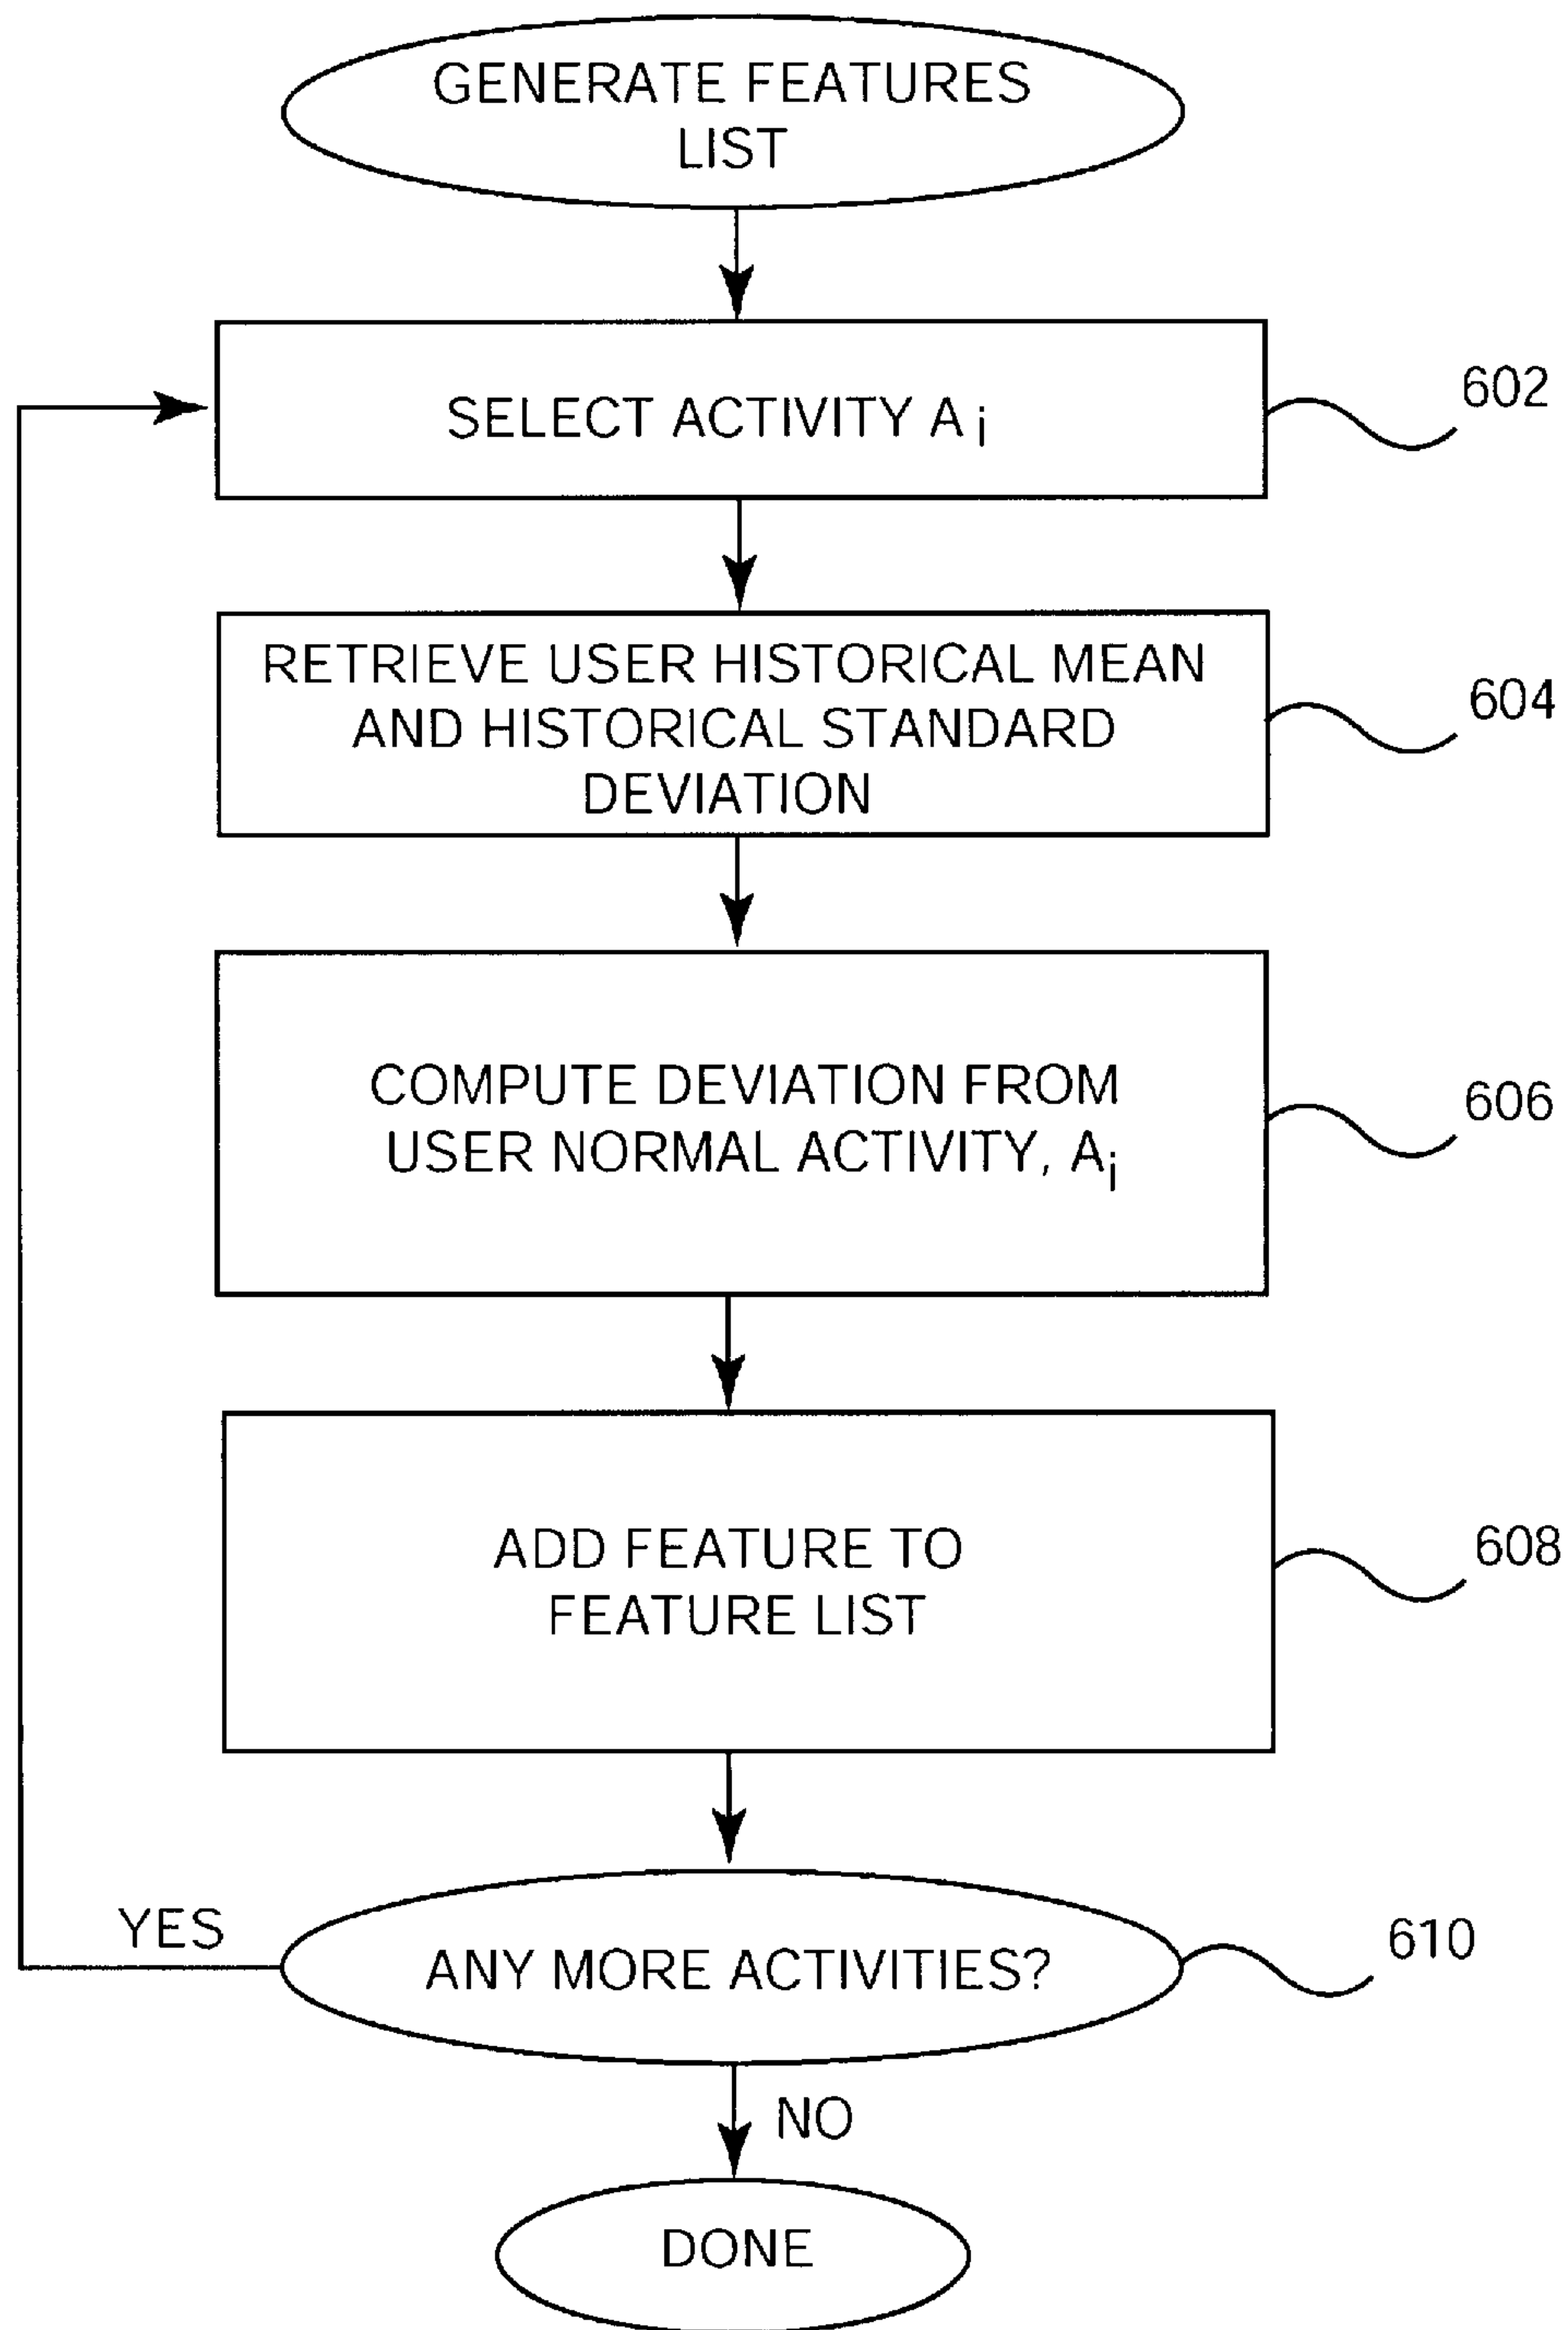 GENERATE FEATURES
LIST
SELECT ACTIVITY A i
602
RETRIEVE USER HISTORICAL MEAN
AND HISTORICAL STANDARD
DEVIATION
604
COMPUTE DEVIATION FROM
USER NORMAL ACTIVITY, Ai
606
ADD FEATURE TO
FEATURE LIST
608
YES
ANY MORE ACTIVITIES?
610
NO
DONE